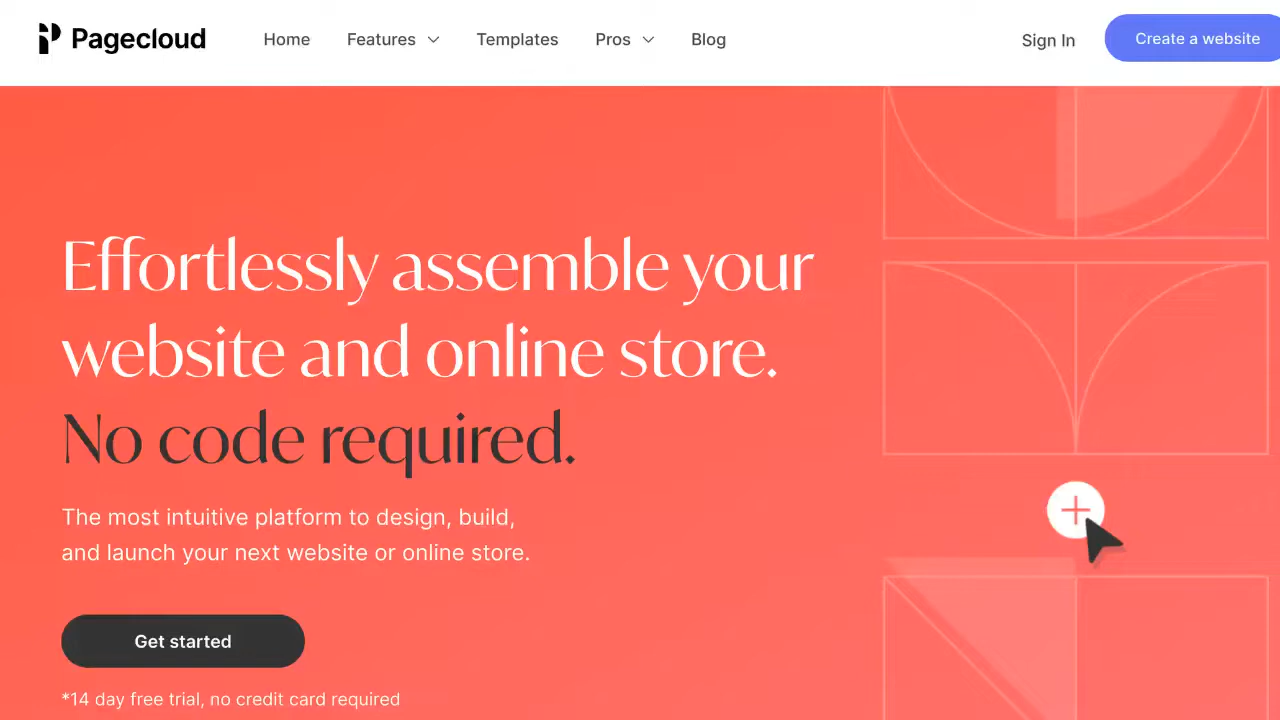 Pagecloud
Home
Features
Templates
Pros
Blog
Sign In
Create a website
Effortlessly assemble your
website and online store.
No code required.
The most intuitive platform to design, build,
and launch your next website or online store.
Get started
*14 day free trial, no credit card required